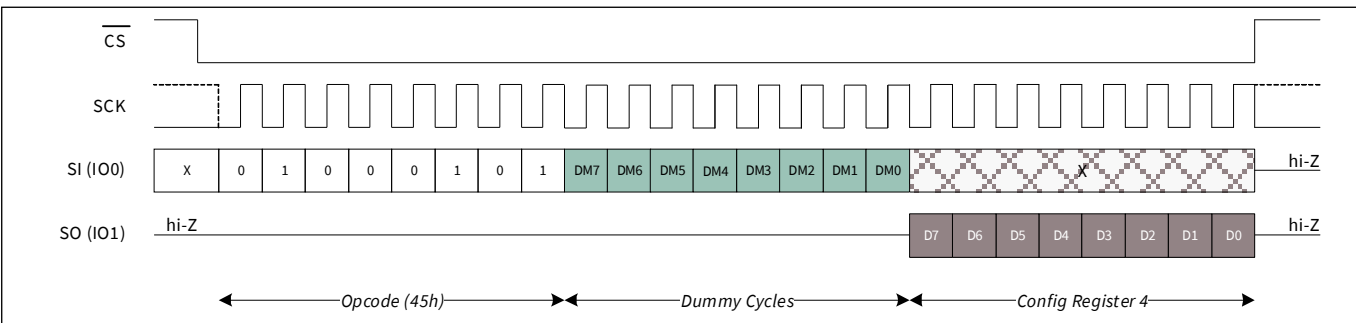 CS
SCK
SI (IO0) X 0 1 0 0 0 1 0 1 DM7 DM6 DM5 DM4 DM3 DM2 DM1 DM0 X hi-Z
SO (IO1) hi-Z D7 D6 D5 D4 D3 D2 D1 D0 hi-Z
Opcode (45h) Dummy Cycles Config Register 4